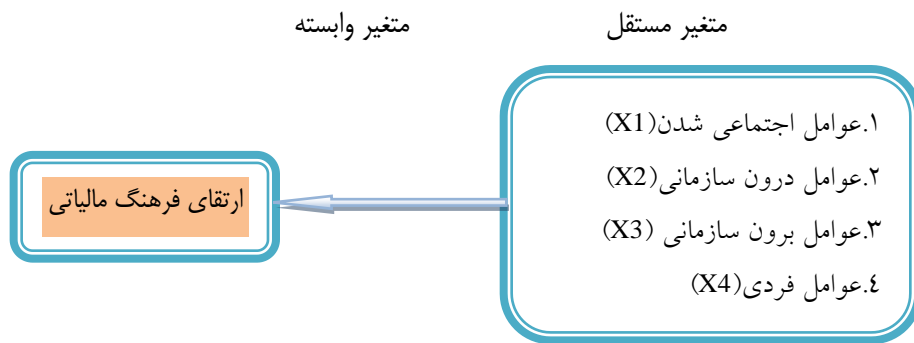 متغیر مستقل
متغیر وابسته
۱.عوامل اجتماعی شدن(X1)
۲.عوامل درون سازمانی(X2)
۳.عوامل برون سازمانی (X3)
٤.عوامل فردی(X4)
ارتقای فرهنگ مالیاتی